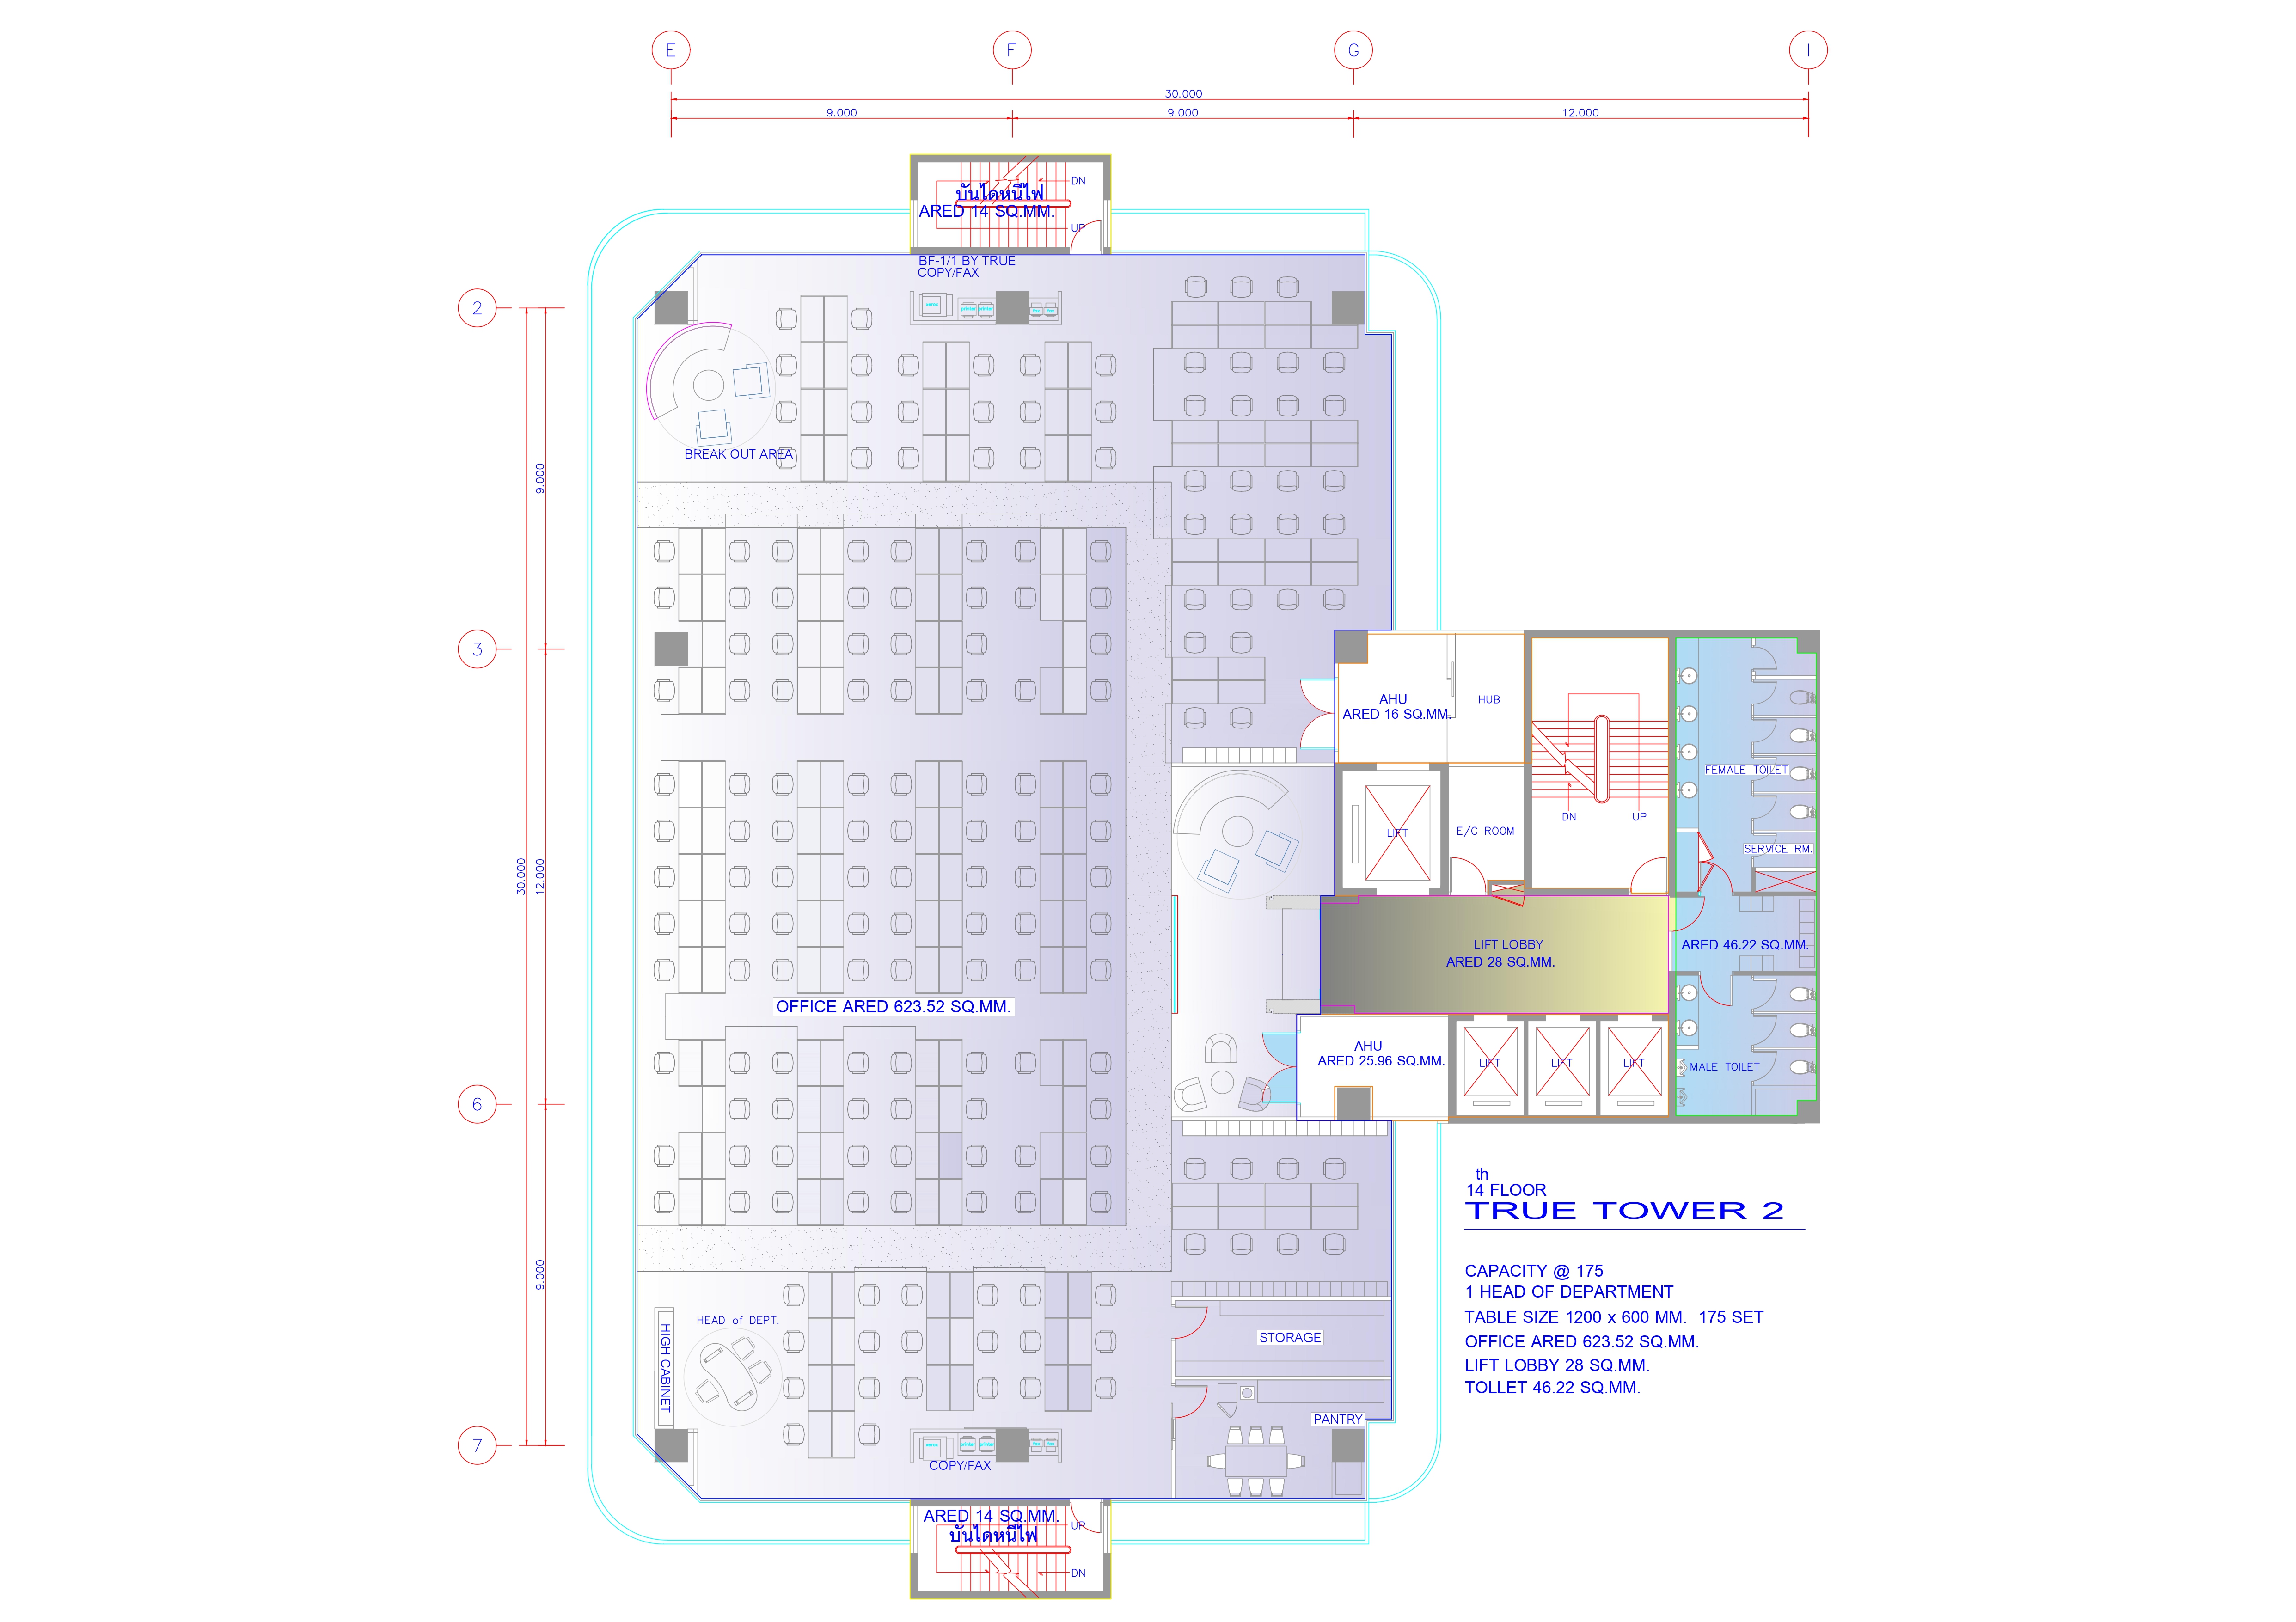 E
F
G
I
30.000
9.000
9.000
12.000
DN
บันไดหนีไฟ
ARED 14 SQ.MM.
UP
BF-1/1 BY TRUE
COPY/FAX
2
BREAK OUT AREA
9.000
3
AHU
ARED 16 SQ.MM.
HUB
FEMALE TOILET
DN
UP
LIFT
E/C ROOM
SERVICE RM.
30.000
12.000
LIFT LOBBY
ARED 28 SQ.MM.
ARED 46.22 SQ.MM.
OFFICE ARED 623.52 SQ.MM.
AHU
ARED 25.96 SQ.MM.
LIFT
LIFT
LIFT
MALE TOILET
6
th
14 FLOOR
TRUE TOWER 2
9.000
CAPACITY @ 175
1 HEAD OF DEPARTMENT
TABLE SIZE 1200 x 600 MM. 175 SET
OFFICE ARED 623.52 SQ.MM.
LIFT LOBBY 28 SQ.MM.
TOLLET 46.22 SQ.MM.
HEAD of DEPT.
HIGH CABINET
STORAGE
PANTRY
7
COPY/FAX
ARED 14 SQ.MM.
UP
บันไดหนีไฟ
DN